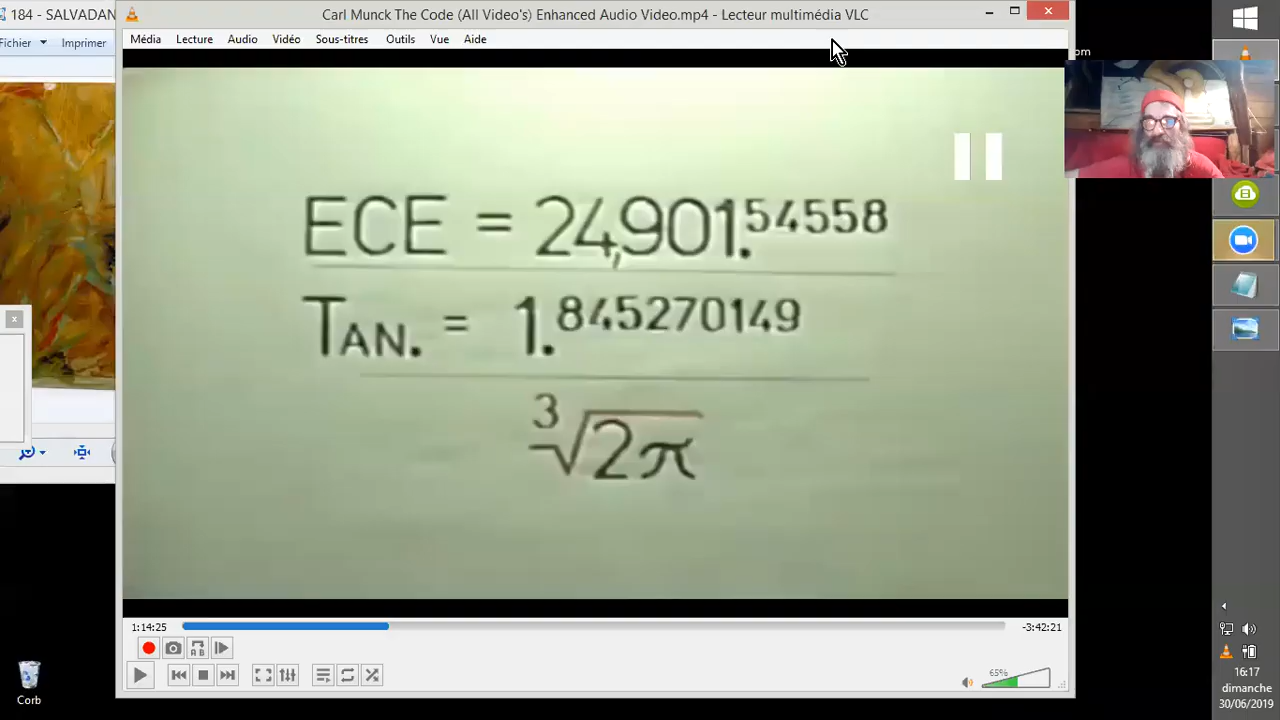 184 - SALVADAN
Carl Munck The Code (All Video's) Enhanced Audio Video.mp4 - Lecteur multimédia VLC
Fichier
Imprimer
Média Lecture Audio Vidéo Sous-titres Outils Vue Aide
om
ECE = 24,901.54558
TAN. = 1.845270149
3√2π
1:14:25
-3:42:21
A B
65%
Corb
16:17
dimanche
30/06/2019